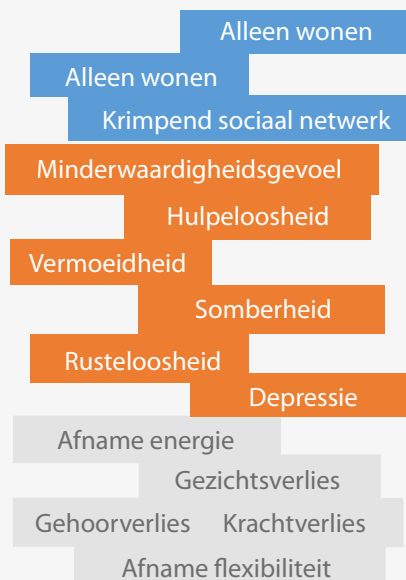 Alleen wonen
Alleen wonen
Krimpend sociaal netwerk
Minderwaardigheidsgevoel
Hulpeloosheid
Vermoeidheid
Somberheid
Rusteloosheid
Depressie
Afname energie
Gezichtsverlies
Gehoorverlies Krachtverlies
Afname flexibiliteit